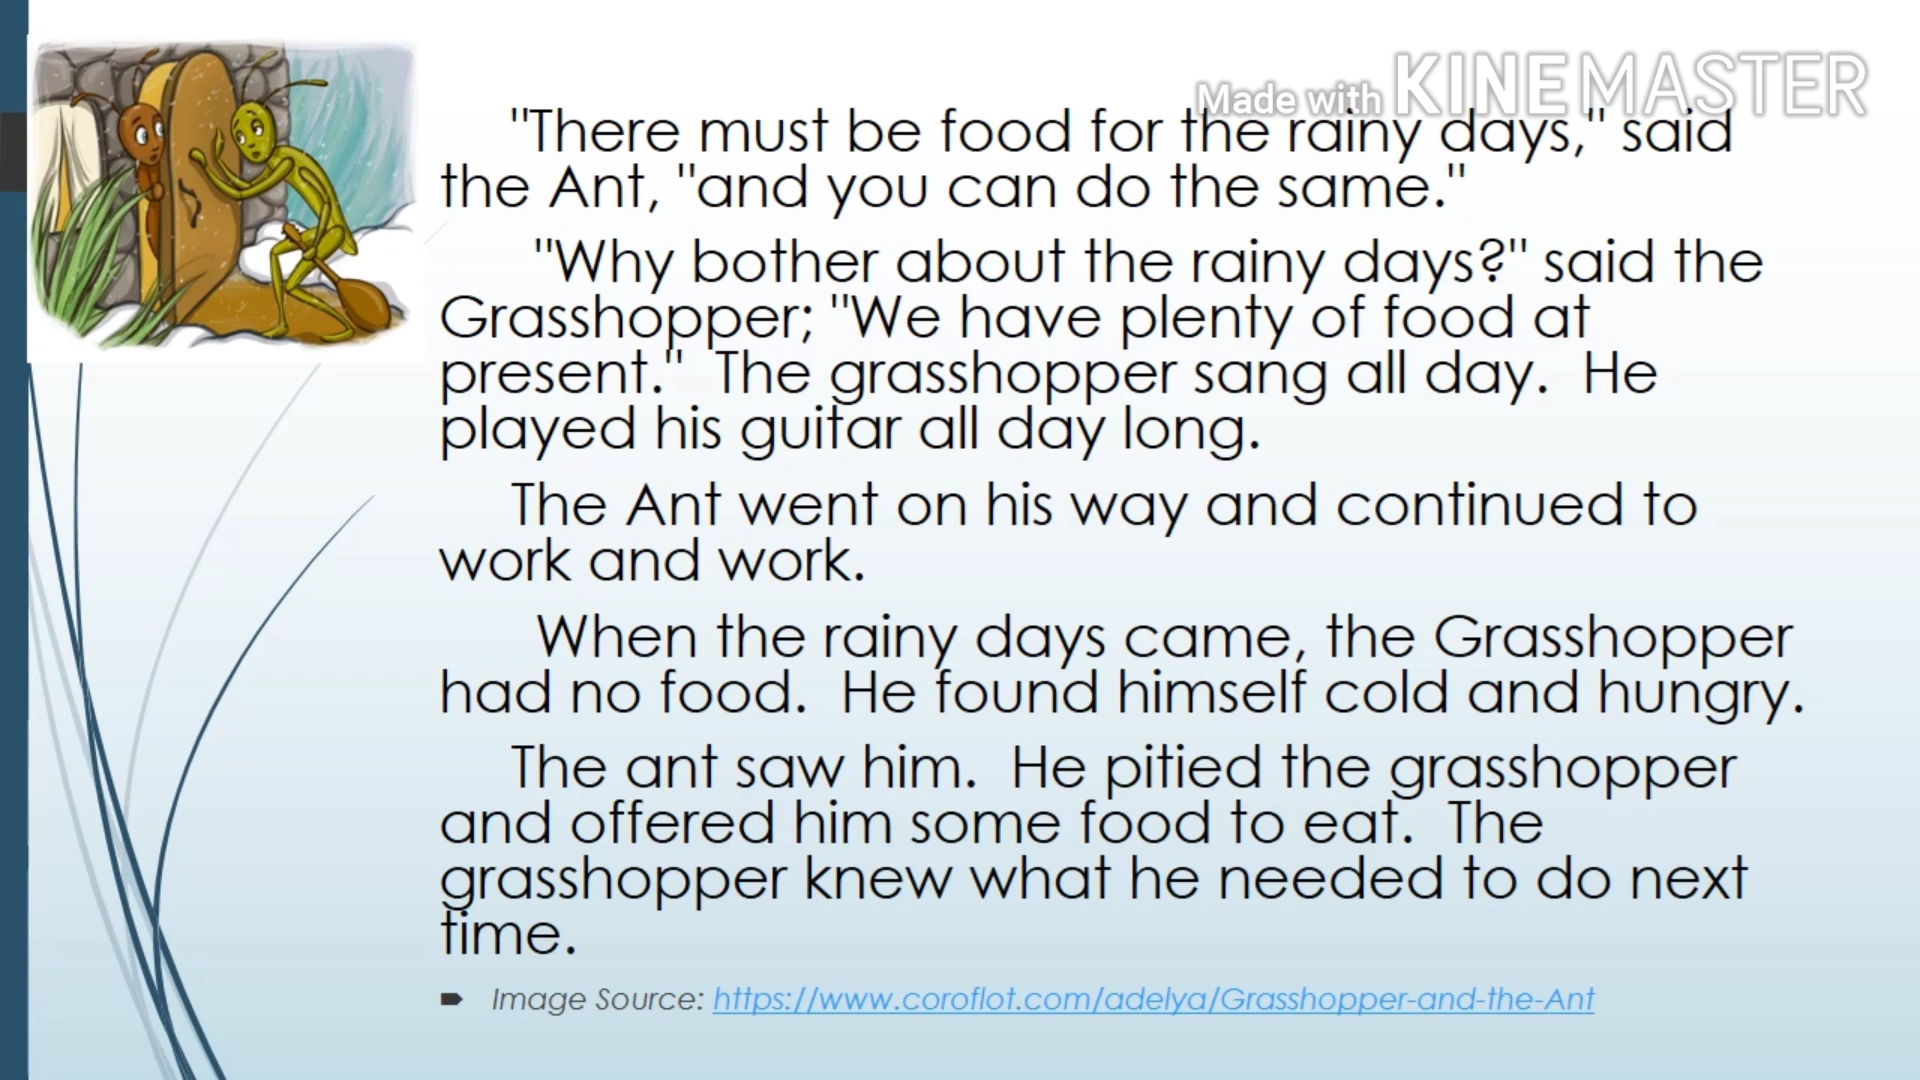 Made with KINEMASTER
"There must be food for the rainy days," said
the Ant, "and you can do the same."
"Why bother about the rainy days?" said the
Grasshopper; "We have plenty of food at
present."  The grasshopper sang all day.  He
played his guitar all day long.
The Ant went on his way and continued to
work and work.
When the rainy days came, the Grasshopper
had no food.  He found himself cold and hungry.
The ant saw him.  He pitied the grasshopper
and offered him some food to eat.  The
grasshopper knew what he needed to do next
time.
Image Source: https://www.coroflot.com/adelya/Grasshopper-and-the-Ant